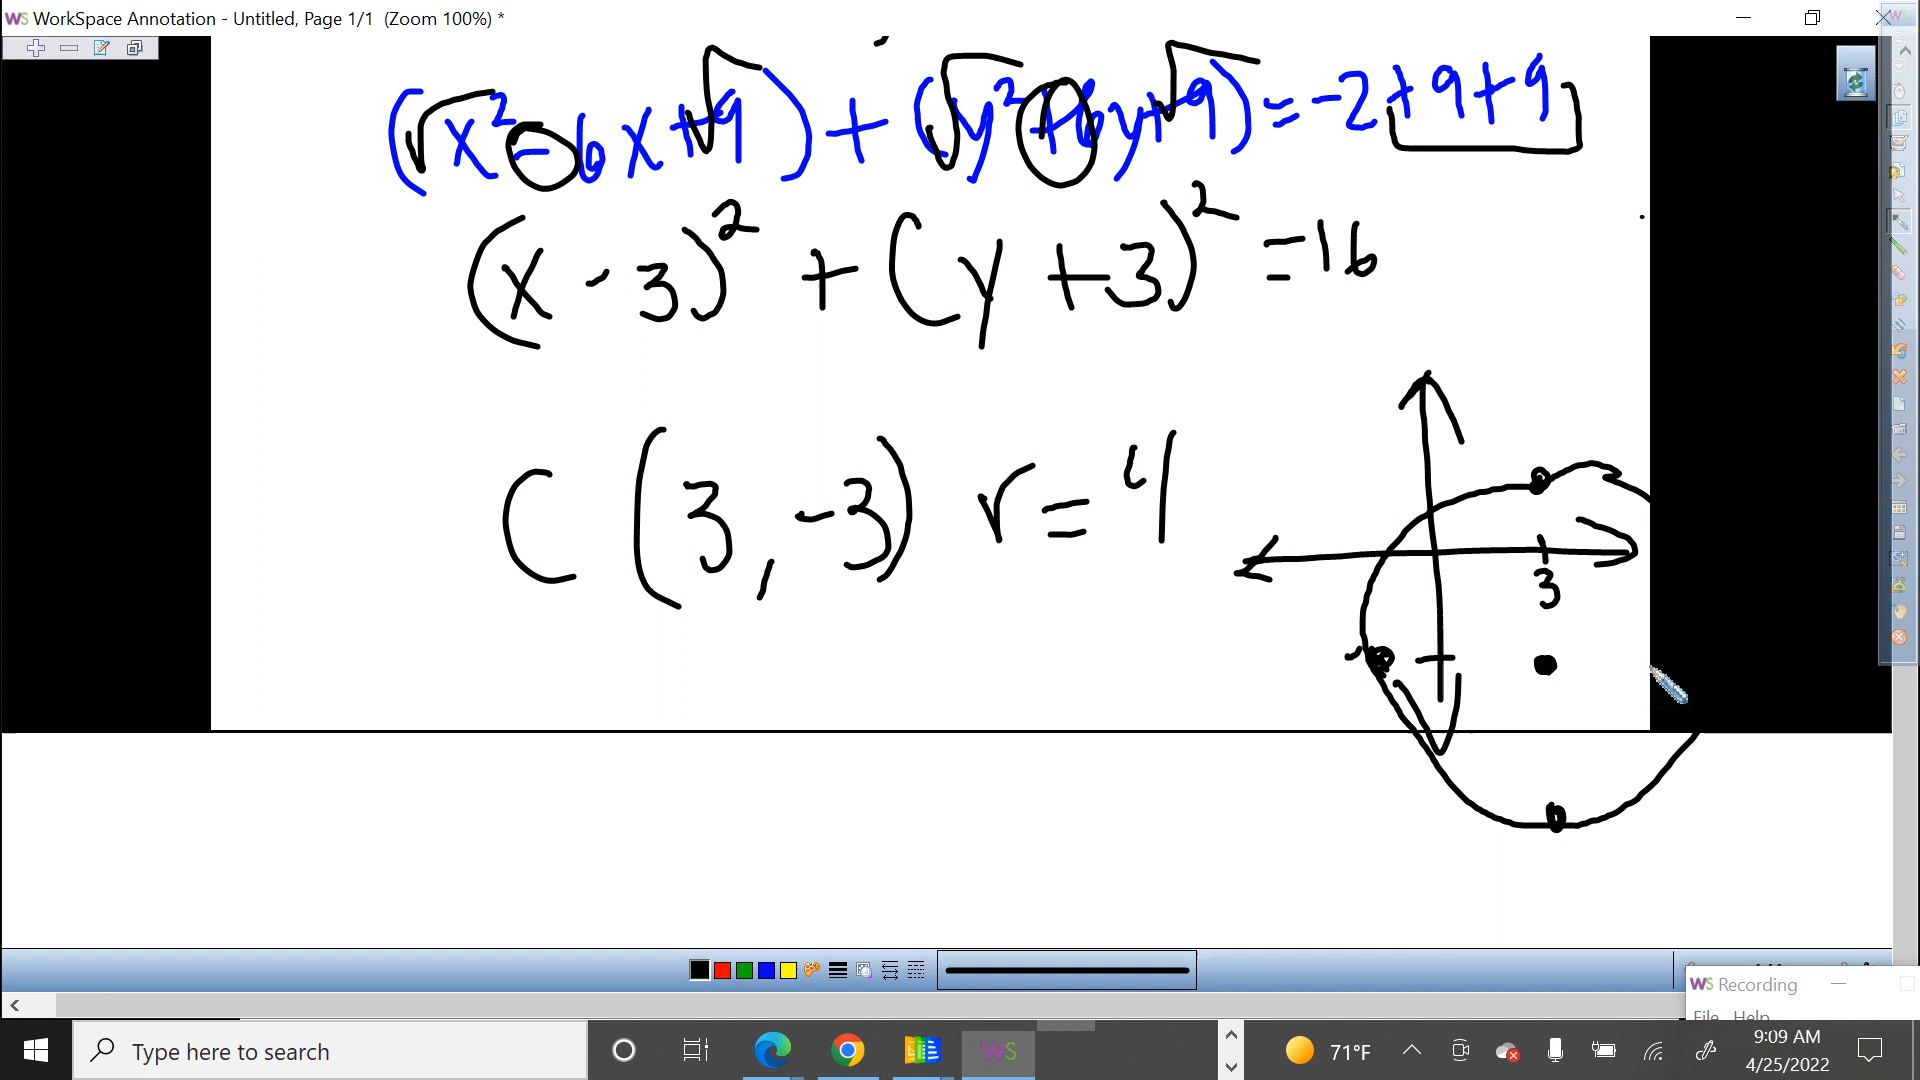 WS WorkSpace Annotation - Untitled, Page 1/1 (Zoom 100%) *
(√x² - 6x + √9) + (√y² + 6y + √9) = -2 + 9 + 9
(x - 3)² + (y + 3)² = 16
C (3, -3) r = 4
3
WS Recording
File Help
Type here to search
WS
71°F
9:09 AM
4/25/2022